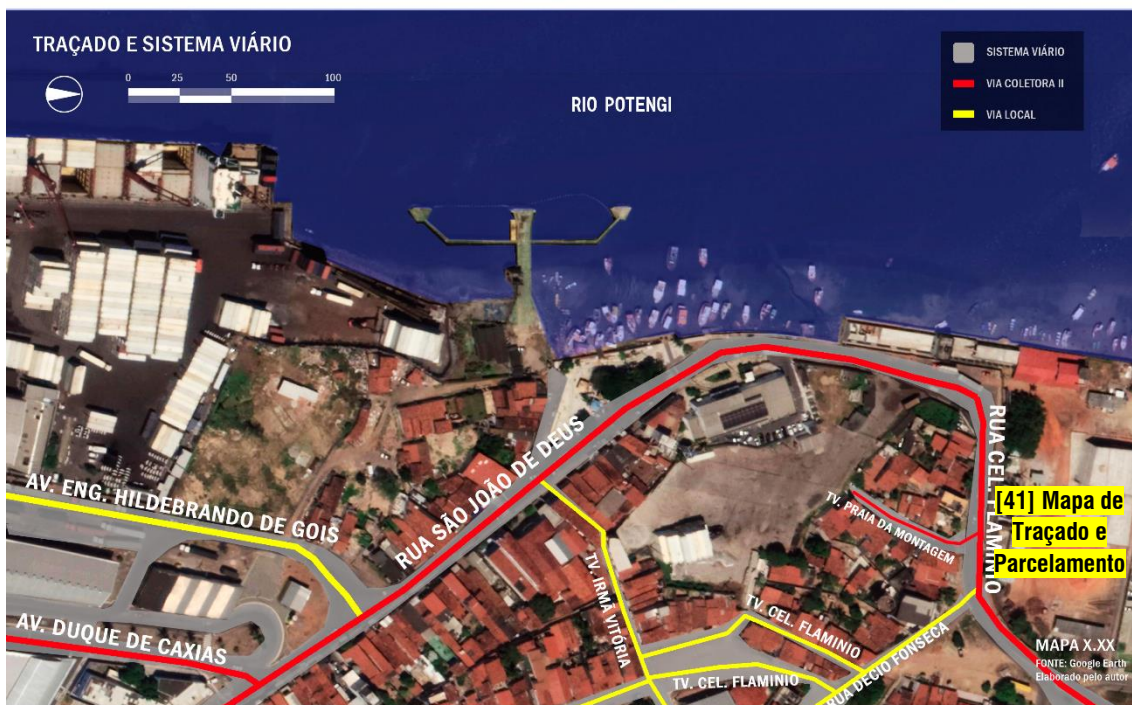 TRAÇADO E SISTEMA VIÁRIO
0 25 50 100
RIO POTENGI
SISTEMA VIÁRIO
VIA COLETORA II
VIA LOCAL
AV. ENG. HILDEBRANDO DE GOIS
RUA SÃO JOÃO DE DEUS
AV. DUQUE DE CAXIAS
TV. IRMÃ VITÓRIA
TV. PRAIA DA MONTAGEM
RUA CEL. FLAMINIO
TV. CEL. FLAMINIO
TV. CEL. FLAMINIO
RUA DECIO FONSECA
[41] Mapa de
Traçado e
Parcelamento
MAPA X.XX
FONTE: Google Earth
Elaborado pelo autor